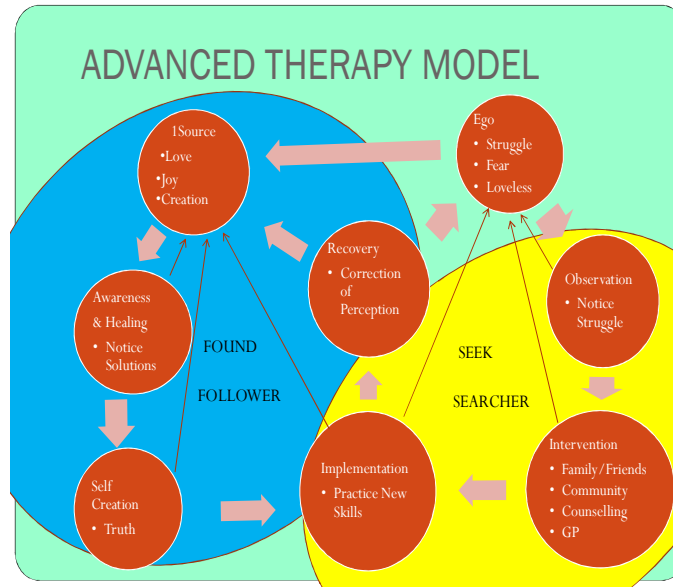 ADVANCED THERAPY MODEL
1Source
•Love
•Joy
•Creation
Ego
• Struggle
• Fear
• Loveless
Recovery
• Correction
of
Perception
Observation
• Notice
Struggle
Awareness
& Healing
• Notice
Solutions
FOUND
FOLLOWER
SEEK
SEARCHER
Self
Creation
• Truth
Implementation
• Practice New
Skills
Intervention
• Family/Friends
• Community
• Counselling
• GP